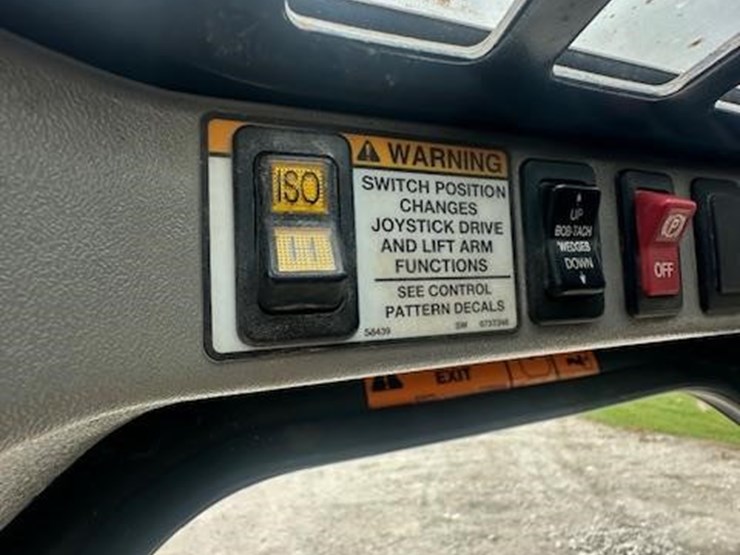 ISO
WARNING
SWITCH POSITION
CHANGES
JOYSTICK DRIVE
AND LIFT ARM
FUNCTIONS
SEE CONTROL
PATTERN DECALS
58439
UP
BOB-TACH
WEDGES
DOWN
P
OFF
EXIT